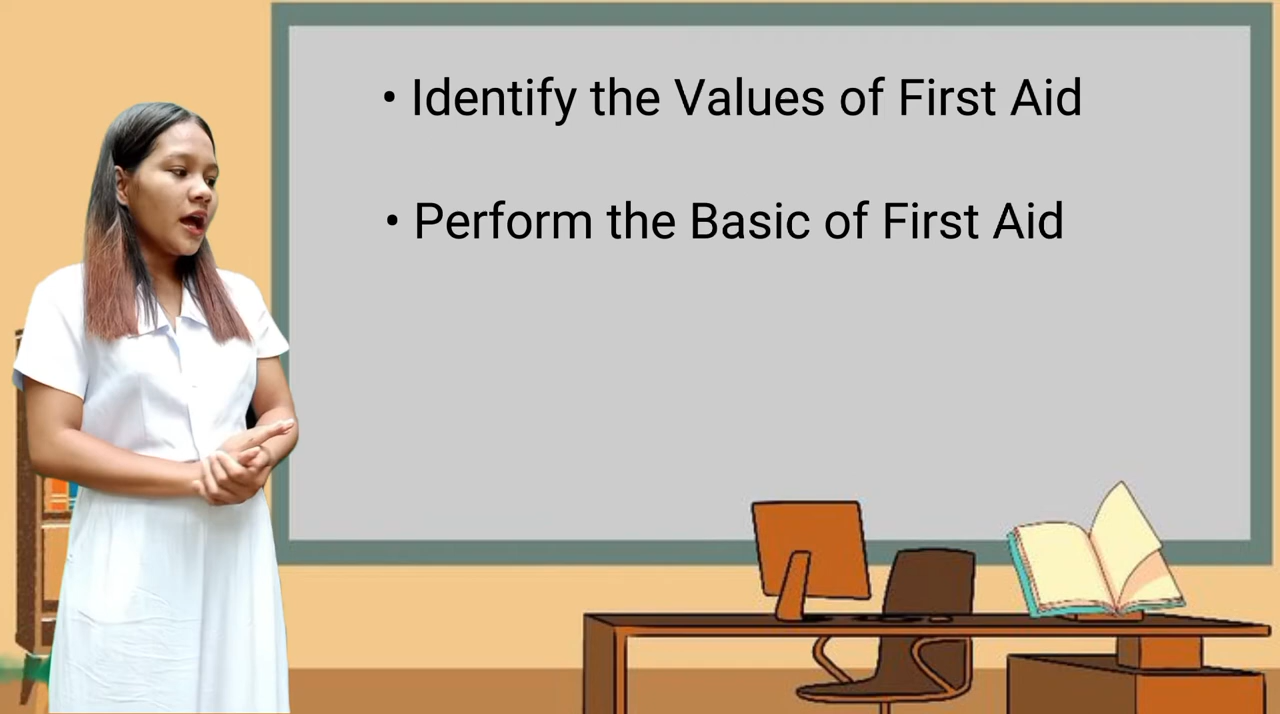 • Identify the Values of First Aid
• Perform the Basic of First Aid